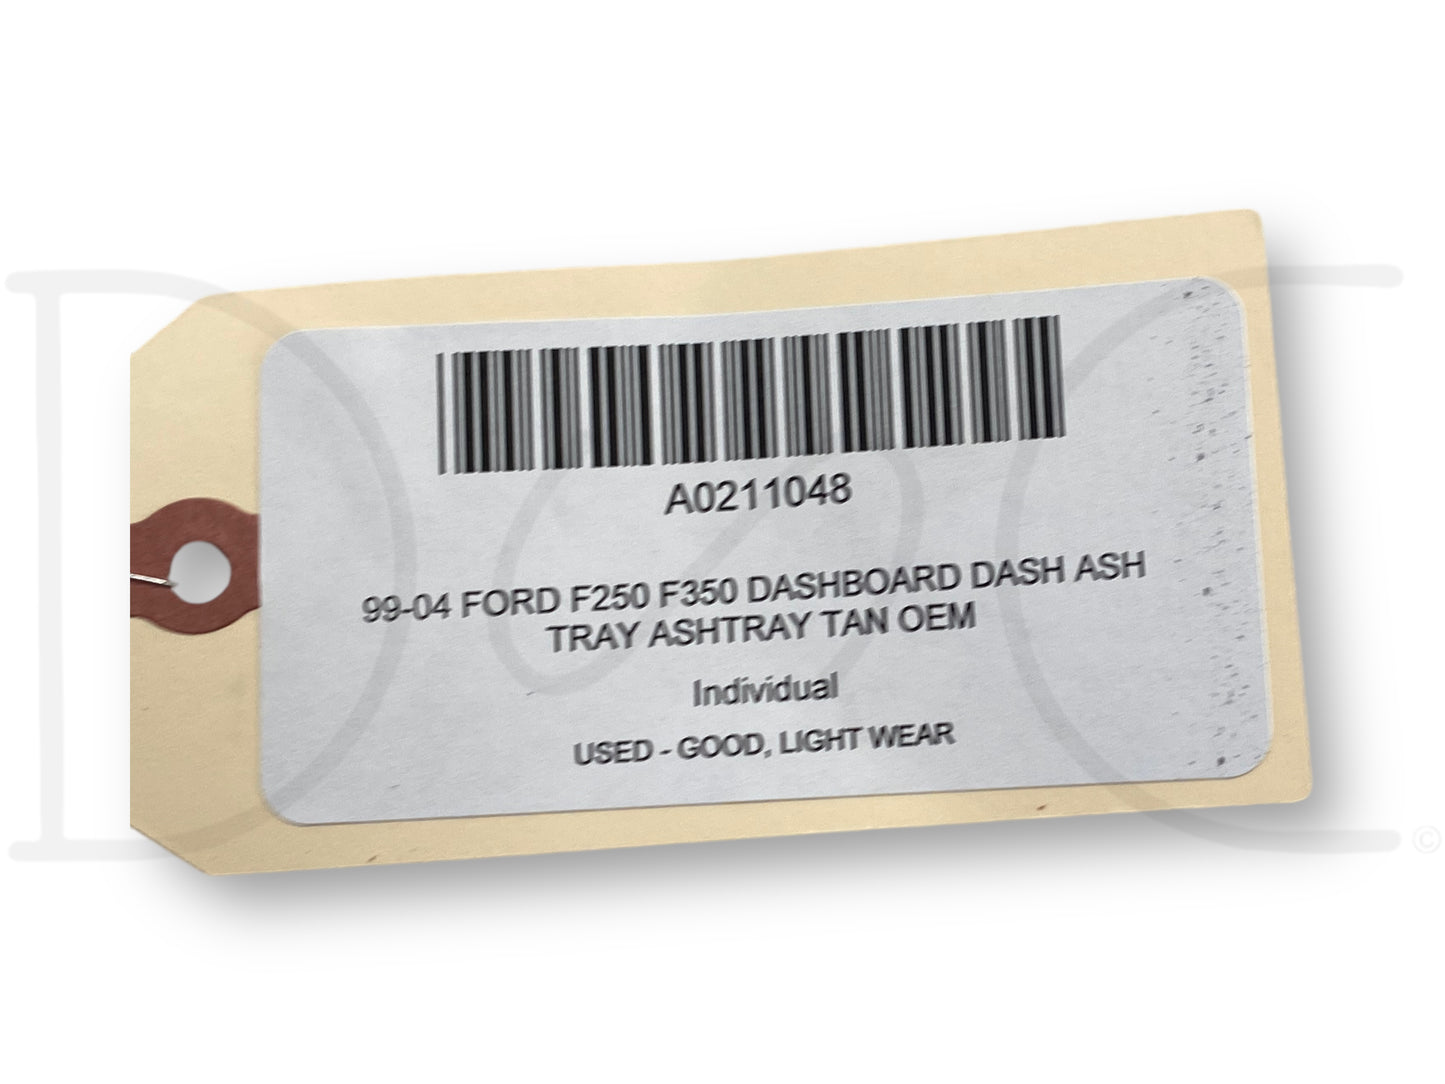 A0211048
99-04 FORD F250 F350 DASHBOARD DASH ASH
TRAY ASHTRAY TAN OEM
Individual
USED - GOOD, LIGHT WEAR
©